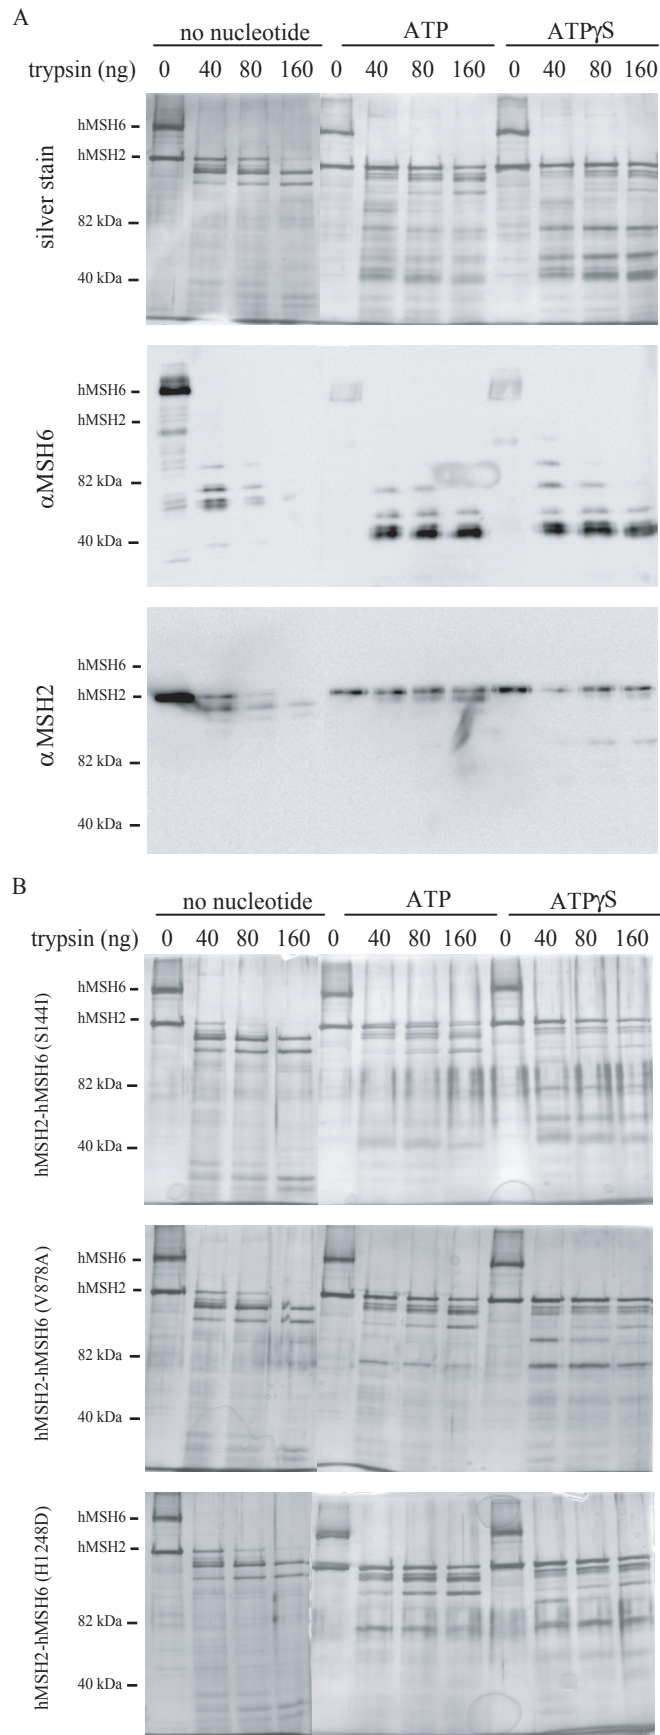 A
no nucleotide ATP ATPγS
trypsin (ng) 0 40 80 160 0 40 80 160 0 40 80 160
silver stain
hMSH6
hMSH2
82 kDa
40 kDa
αMSH6
hMSH6
hMSH2
82 kDa
40 kDa
αMSH2
hMSH6
hMSH2
82 kDa
40 kDa
B
no nucleotide ATP ATPγS
trypsin (ng) 0 40 80 160 0 40 80 160 0 40 80 160
hMSH2-hMSH6 (S144I)
hMSH6
hMSH2
82 kDa
40 kDa
hMSH2-hMSH6 (V878A)
hMSH6
hMSH2
82 kDa
40 kDa
hMSH2-hMSH6 (H1248D)
hMSH6
hMSH2
82 kDa
40 kDa